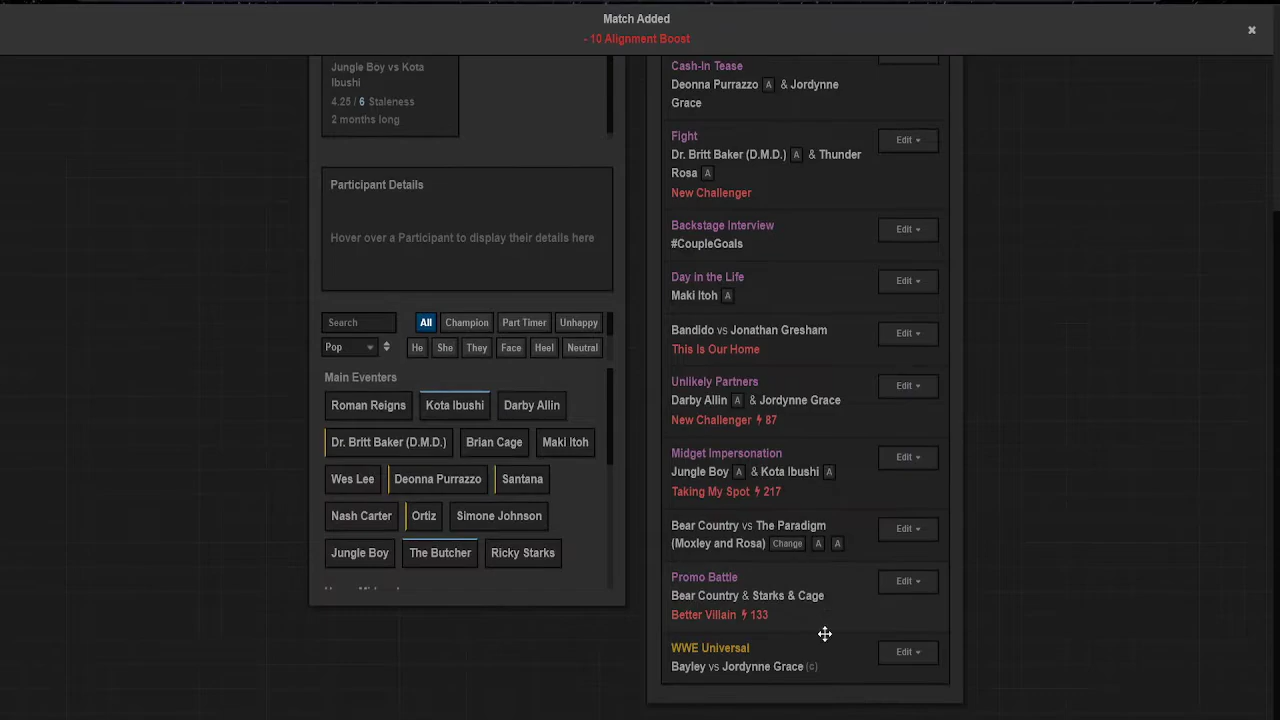 Match Added
- 10 Alignment Boost
Jungle Boy vs Kota
Ibushi
4.25 / 6 Staleness
2 months long
Participant Details
Hover over a Participant to display their details here
Search
All
Champion
Part Timer
Unhappy
Pop
He
She
They
Face
Heel
Neutral
Main Eventers
Roman Reigns
Kota Ibushi
Darby Allin
Dr. Britt Baker (D.M.D.)
Brian Cage
Maki Itoh
Wes Lee
Deonna Purrazzo
Santana
Nash Carter
Ortiz
Simone Johnson
Jungle Boy
The Butcher
Ricky Starks
Cash-In Tease
Deonna Purrazzo A & Jordynne
Grace
Fight
Edit
Dr. Britt Baker (D.M.D.) A & Thunder
Rosa A
New Challenger
Backstage Interview
Edit
#CoupleGoals
Day in the Life
Edit
Maki Itoh A
Bandido vs Jonathan Gresham
Edit
This Is Our Home
Unlikely Partners
Edit
Darby Allin A & Jordynne Grace
New Challenger 87
Midget Impersonation
Edit
Jungle Boy A & Kota Ibushi A
Taking My Spot 217
Bear Country vs The Paradigm
Edit
(Moxley and Rosa) Change A A
Promo Battle
Edit
Bear Country & Starks & Cage
Better Villain 133
WWE Universal
Edit
Bayley vs Jordynne Grace (c)